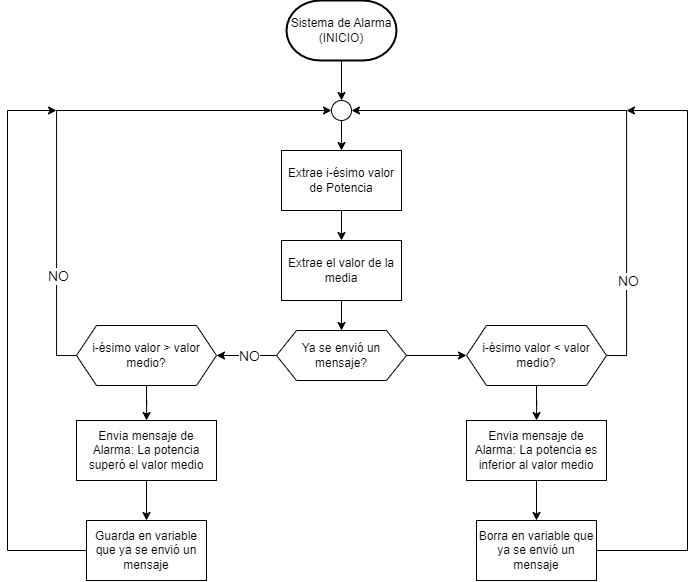 Sistema de Alarma
(INICIO)
Extrae i-ésimo valor
de Potencia
Extrae el valor de la
media
NO
NO
i-ésimo valor > valor
medio?
NO
Ya se envió un
mensaje?
i-ésimo valor < valor
medio?
Envia mensaje de
Alarma: La potencia
superó el valor medio
Envia mensaje de
Alarma: La potencia es
inferior al valor medio
Guarda en variable
que ya se envió un
mensaje
Borra en variable que
ya se envió un
mensaje